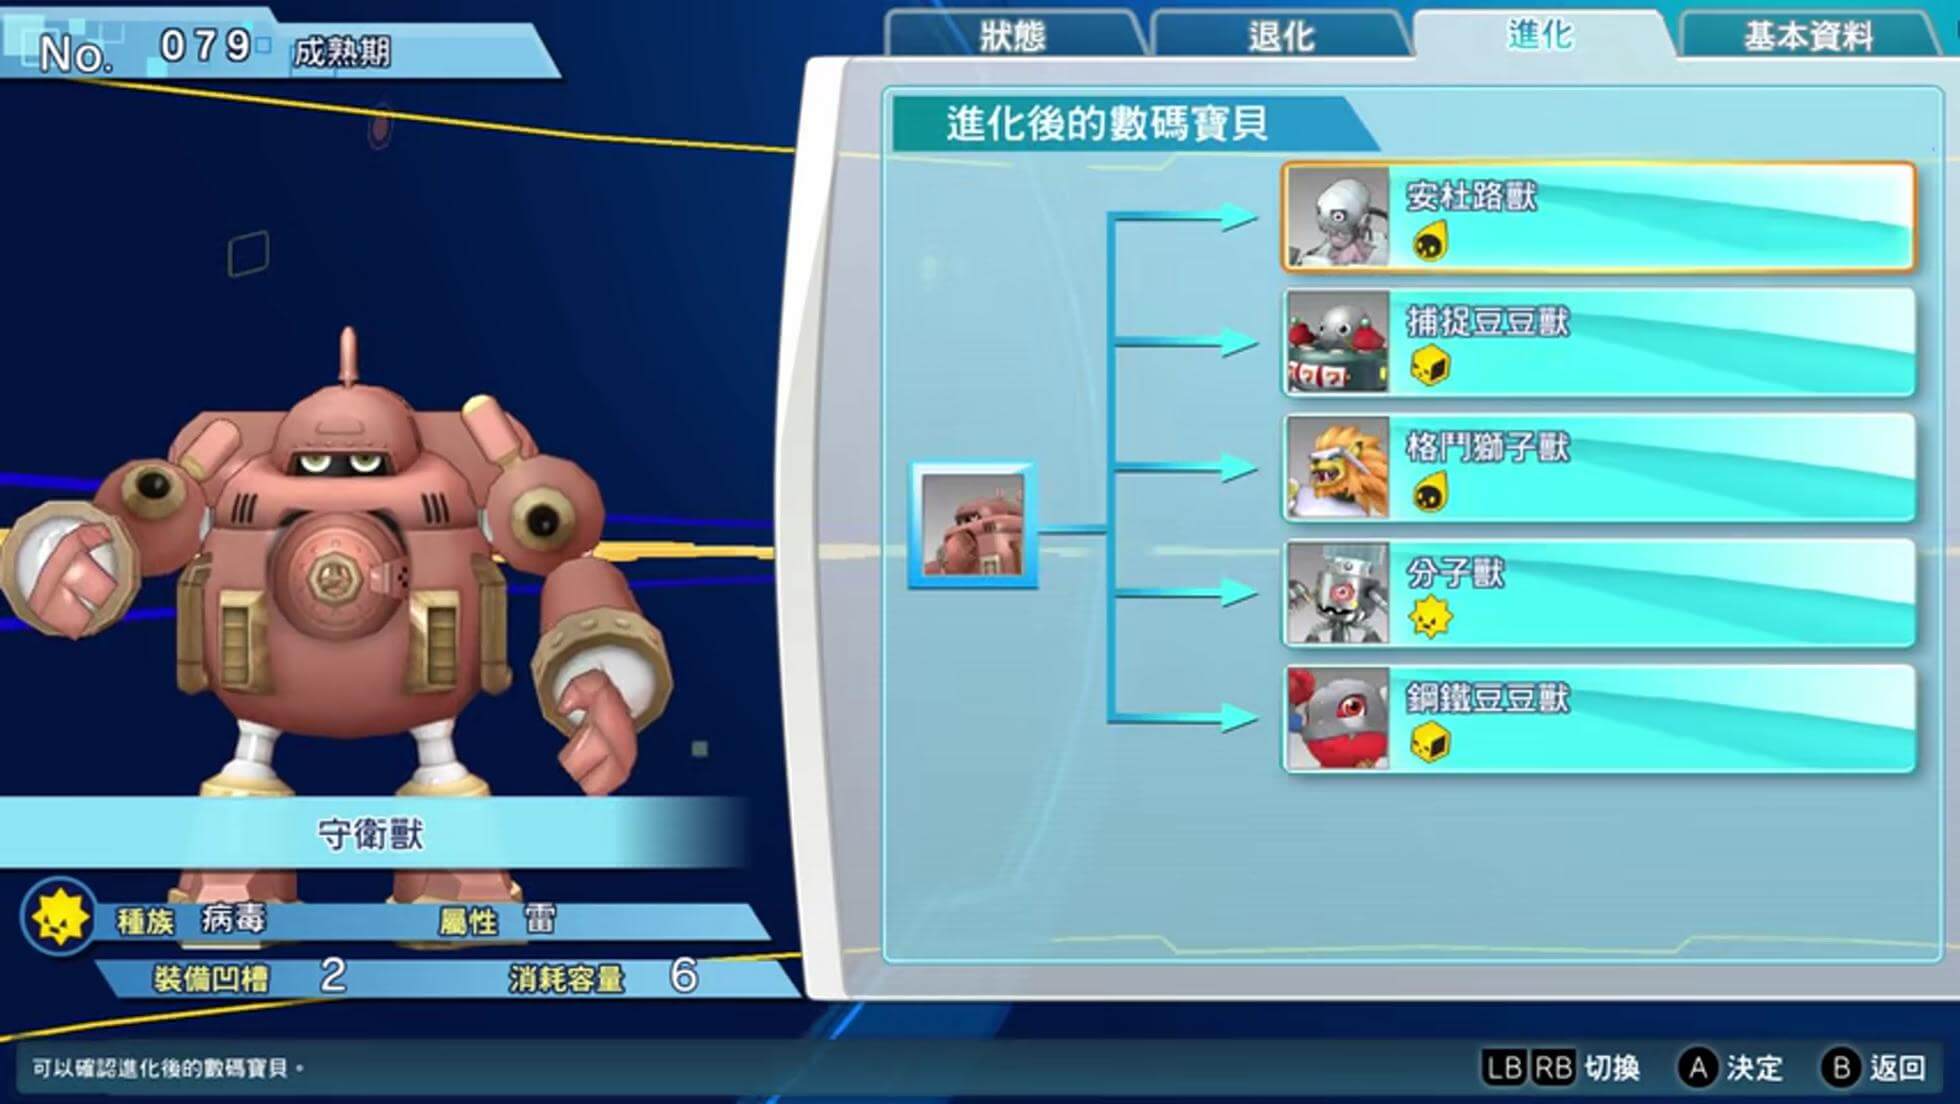 No. 079 成熟期
狀態
退化
進化
基本資料
進化後的數碼寶貝
安杜路獸
捕捉豆豆獸
格鬥獅子獸
分子獸
鋼鐵豆豆獸
守衛獸
種族 病毒
屬性 雷
裝備凹槽 2
消耗容量 6
可以確認進化後的數碼寶貝。
LB RB 切換
A 決定
B 返回